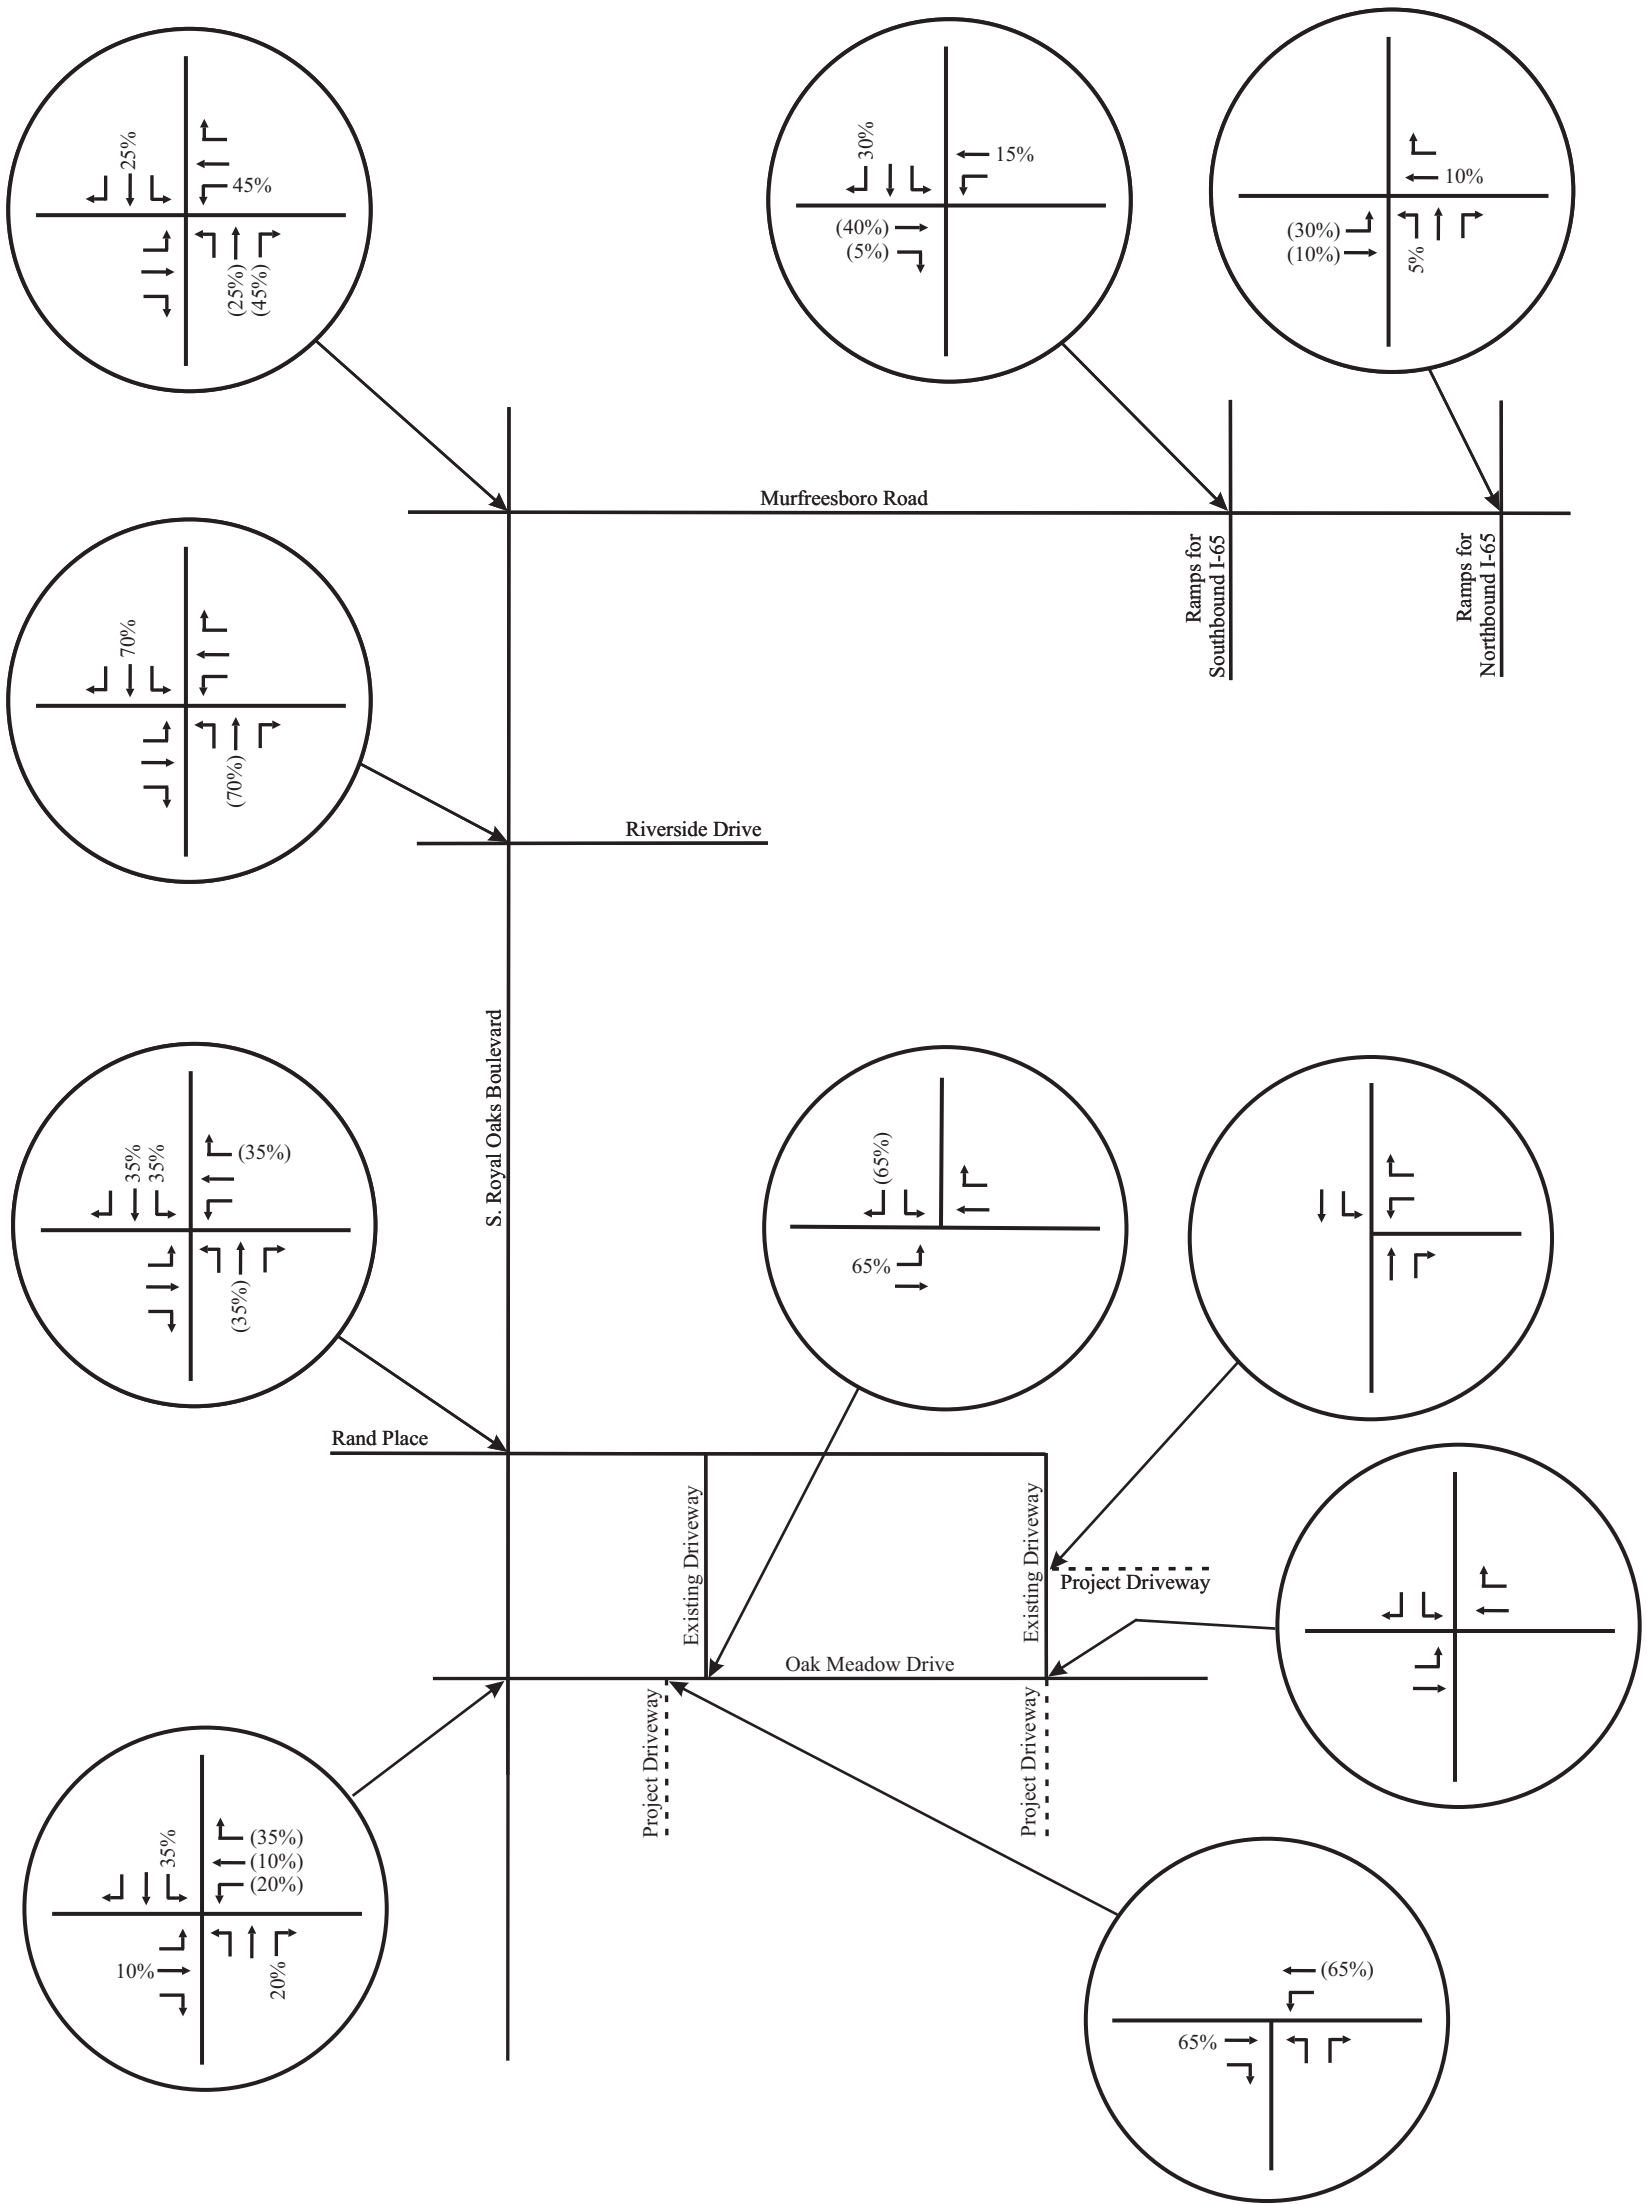 25%
45%
(25%)
(45%)
30%
15%
(40%)
(5%)
10%
(30%)
(10%)
5%
Murfreesboro Road
Ramps for
Southbound I-65
Ramps for
Northbound I-65
70%
(70%)
Riverside Drive
S. Royal Oaks Boulevard
35%
35%
(35%)
(35%)
(65%)
65%
Rand Place
Existing Driveway
Existing Driveway
Project Driveway
Oak Meadow Drive
Project Driveway
Project Driveway
35%
(35%)
(10%)
(20%)
10%
20%
(65%)
65%